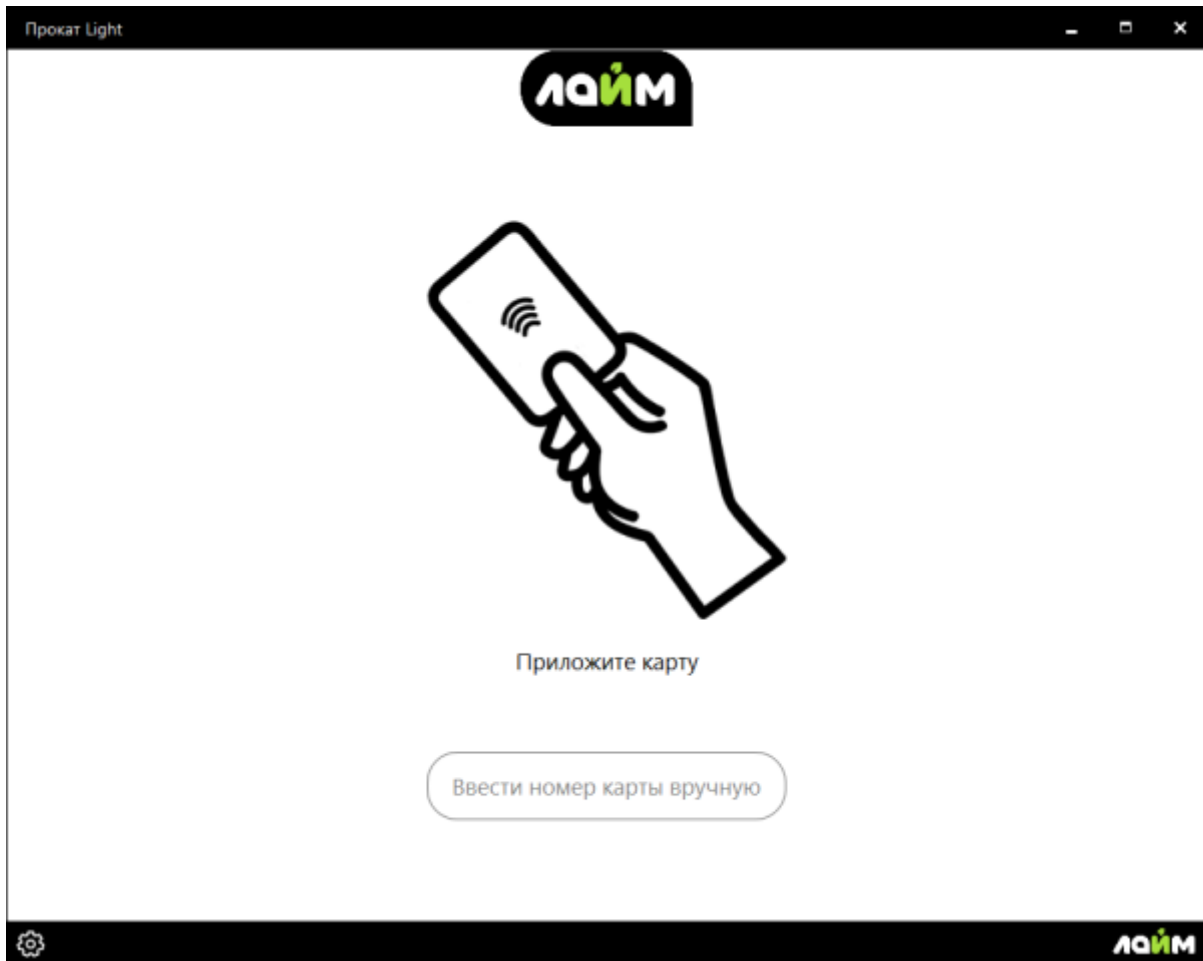 Прокат Light
лайм
Приложите карту
Ввести номер карты вручную
лайм